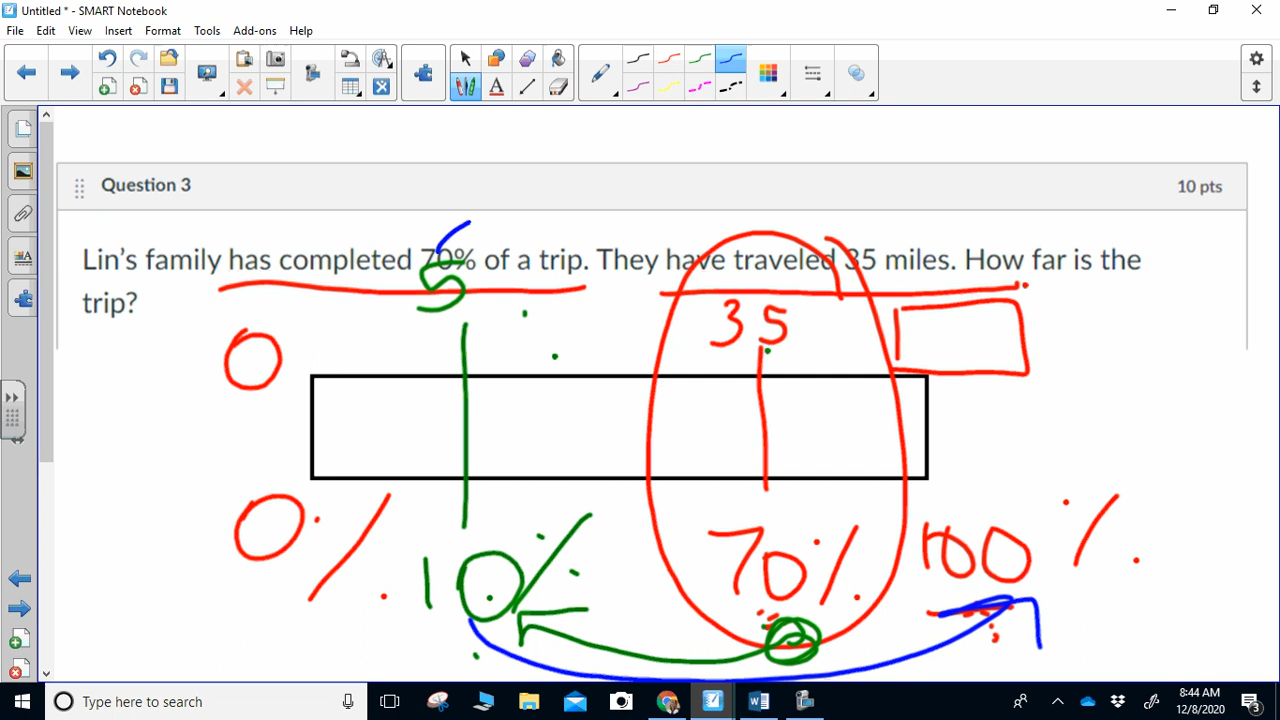 Untitled * - SMART Notebook
File Edit View Insert Format Tools Add-ons Help
Question 3
10 pts
Lin's family has completed 70% of a trip. They have traveled 35 miles. How far is the
trip?
5
35
0
0%
10%
70%
100%
Type here to search
8:44 AM
12/8/2020